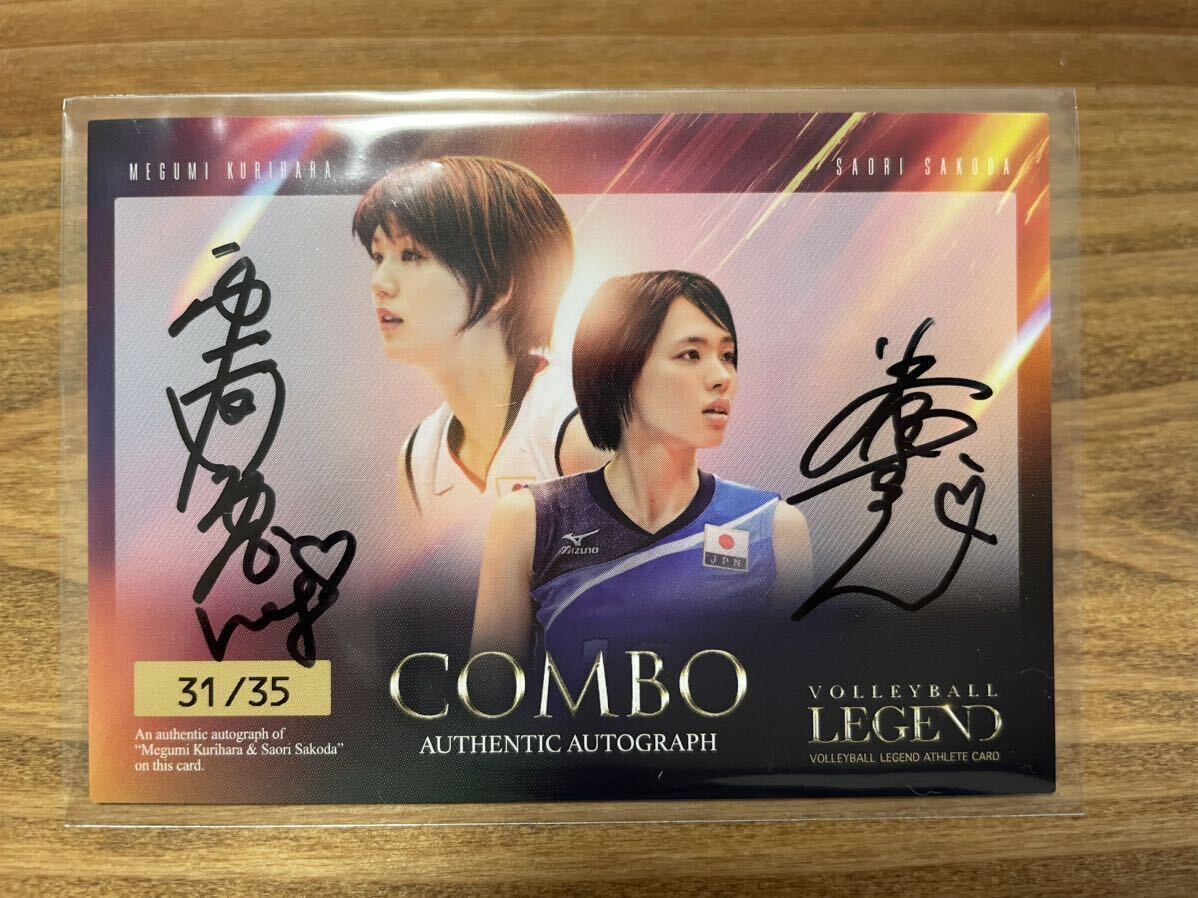 MEGUMI KURIHARA
SAORI SAKODA
MIZUNO
JPN
31/35
An authentic autograph of
“Megumi Kurihara & Saori Sakoda”
on this card.
COMBO
AUTHENTIC AUTOGRAPH
VOLLEYBALL
LEGEND
VOLLEYBALL LEGEND ATHLETE CARD